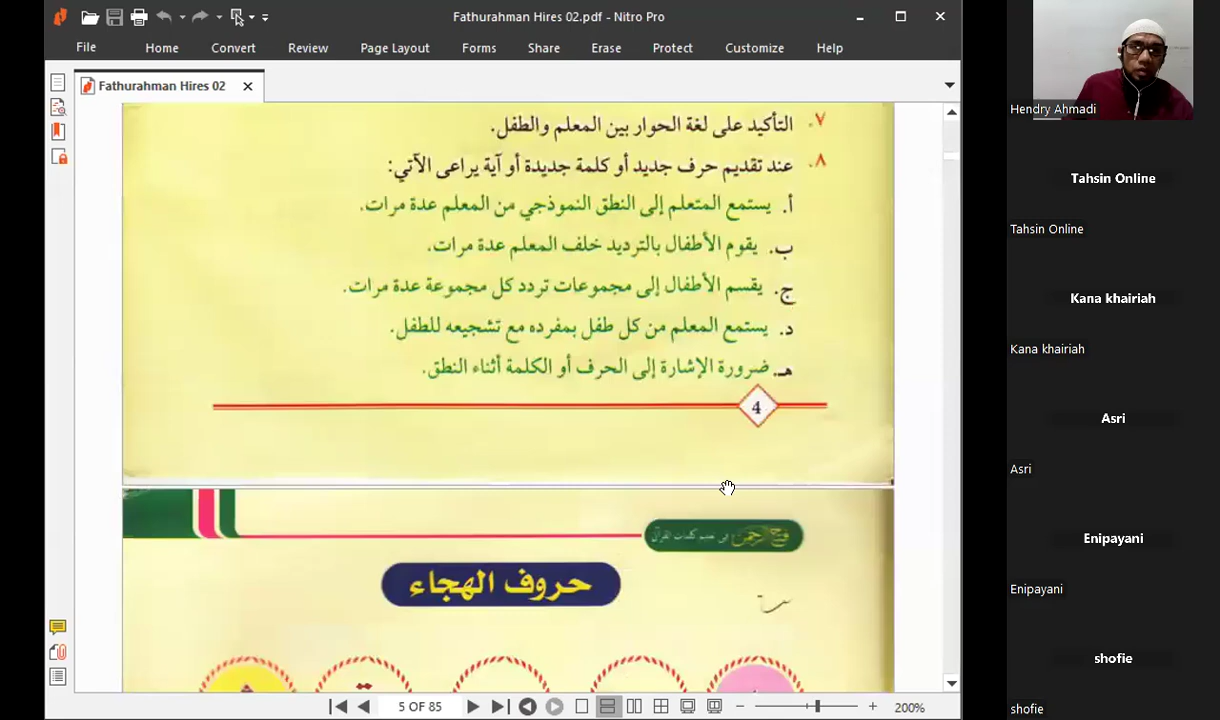 Fathurahman Hires 02.pdf - Nitro Pro
File Home Convert Review Page Layout Forms Share Erase Protect Customize Help
Fathurahman Hires 02
٧. التأكيد على لغة الحوار بين المعلم والطفل.
٨. عند تقديم حرف جديد أو كلمة جديدة أو آية يراعى الآتي:
أ. يستمع المتعلم إلى النطق النموذجي من المعلم عدة مرات.
ب. يقوم الأطفال بالترديد خلف المعلم عدة مرات.
ج. يقسم الأطفال إلى مجموعات تردد كل مجموعة عدة مرات.
د. يستمع المعلم من كل طفل بمفرده مع تشجيعه للطفل.
هـ. ضرورة الإشارة إلى الحرف أو الكلمة أثناء النطق.
4
فتح الرحمن
حروف الهجاء
5 OF 85
200%
Hendry Ahmadi
Tahsin Online
Tahsin Online
Kana khairiah
Kana khairiah
Asri
Asri
Enipayani
Enipayani
shofie
shofie